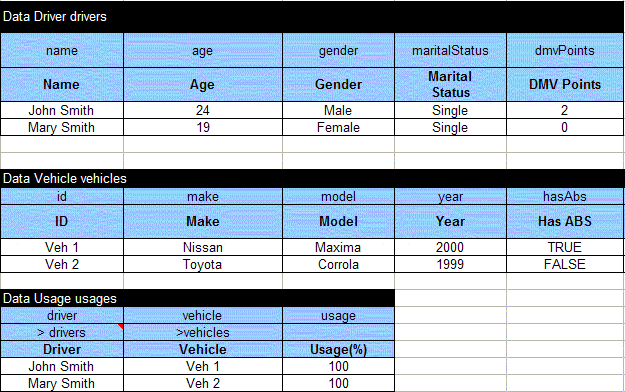 Data Driver drivers
name age gender maritalStatus dmvPoints
Name Age Gender Marital Status DMV Points
John Smith 24 Male Single 2
Mary Smith 19 Female Single 0
Data Vehicle vehicles
id make model year hasAbs
ID Make Model Year Has ABS
Veh 1 Nissan Maxima 2000 TRUE
Veh 2 Toyota Corrola 1999 FALSE
Data Usage usages
driver vehicle usage
> drivers >vehicles
Driver Vehicle Usage(%)
John Smith Veh 1 100
Mary Smith Veh 2 100